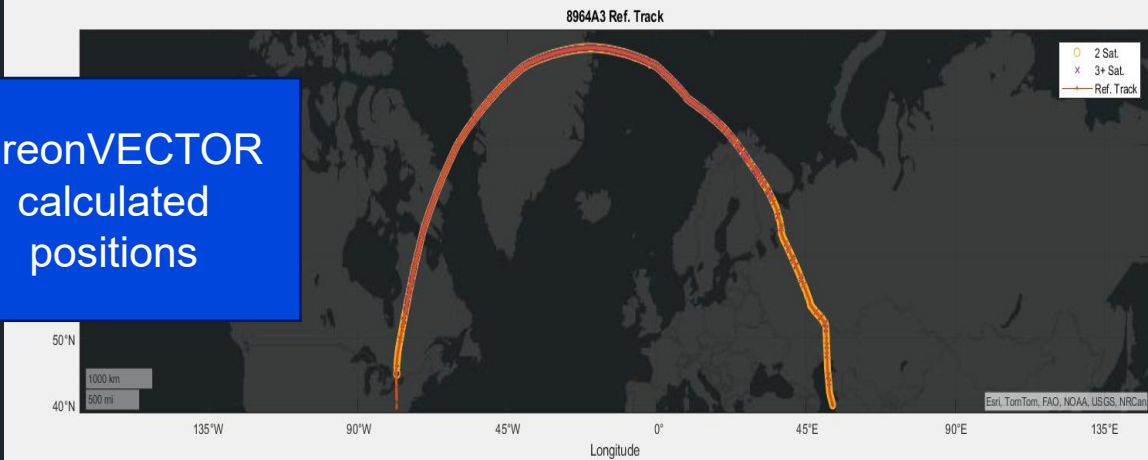 8964A3 Ref. Track
2 Sat.
3+ Sat.
Ref. Track
reonVECTOR
calculated
positions
50°N
40°N
1000 km
500 mi
Esri, TomTom, FAO, NOAA, USGS, NRCan
135°W
90°W
45°W
0°
45°E
90°E
135°E
Longitude